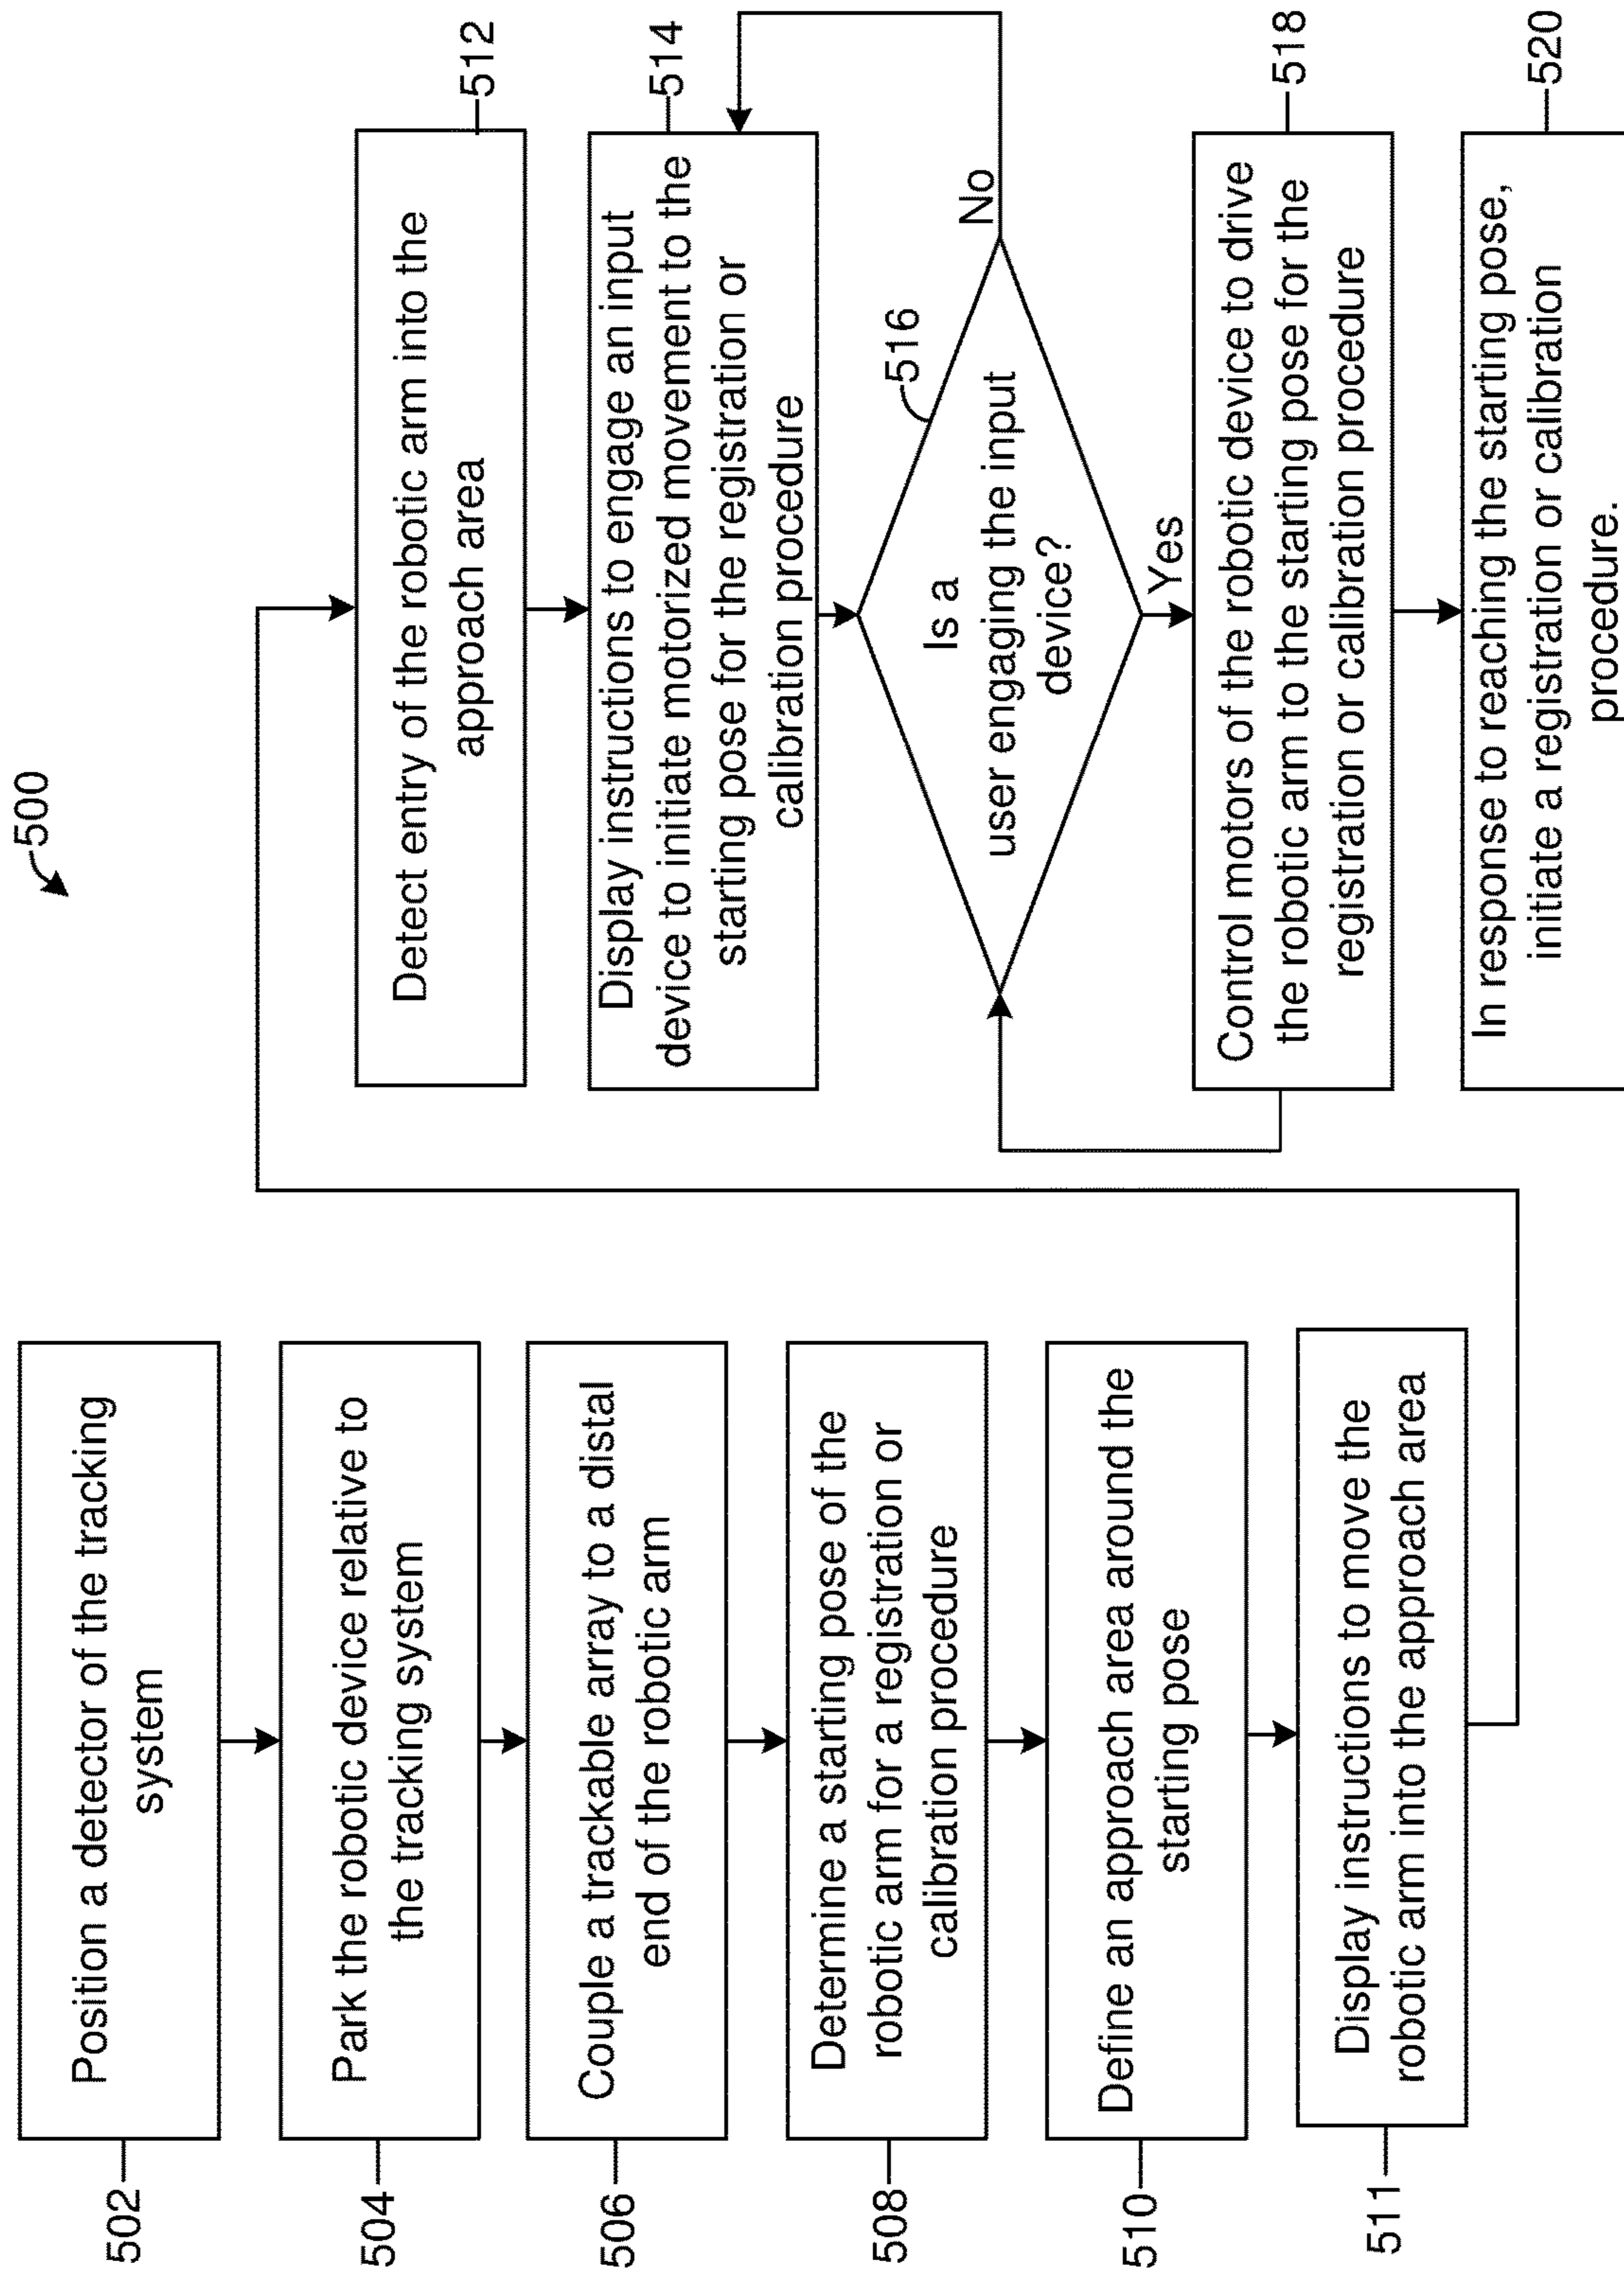 500
502
Position a detector of the tracking
system
504
Park the robotic device relative to
the tracking system
506
Couple a trackable array to a distal
end of the robotic arm
508
Determine a starting pose of the
robotic arm for a registration or
calibration procedure
510
Define an approach area around the
starting pose
511
Display instructions to move the
robotic arm into the approach area
512
Detect entry of the robotic arm into the
approach area
514
Display instructions to engage an input
device to initiate motorized movement to the
starting pose for the registration or
calibration procedure
516
Is a
user engaging the input
device?
No
Yes
518
Control motors of the robotic device to drive
the robotic arm to the starting pose for the
registration or calibration procedure
520
In response to reaching the starting pose,
initiate a registration or calibration
procedure.